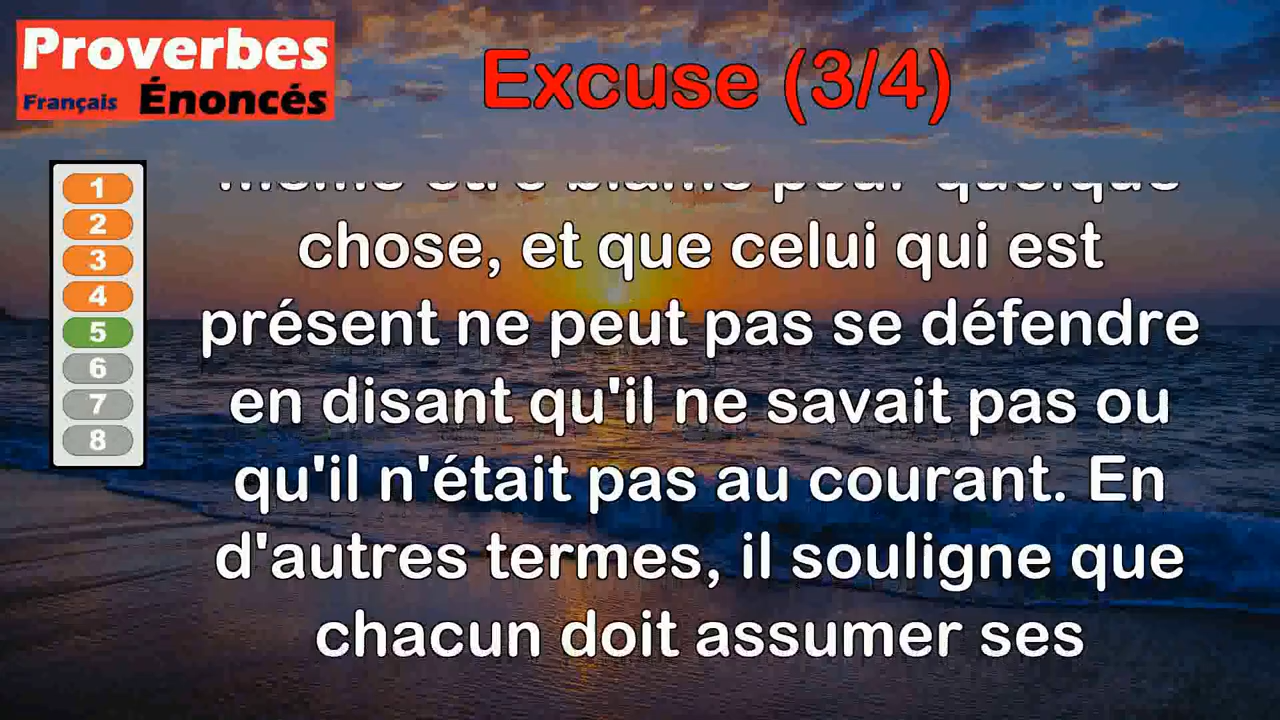 Proverbes
Français Énoncés
Excuse (3/4)
1
2
3
4
5
6
7
8
chose, et que celui qui est
présent ne peut pas se défendre
en disant qu'il ne savait pas ou
qu'il n'était pas au courant. En
d'autres termes, il souligne que
chacun doit assumer ses